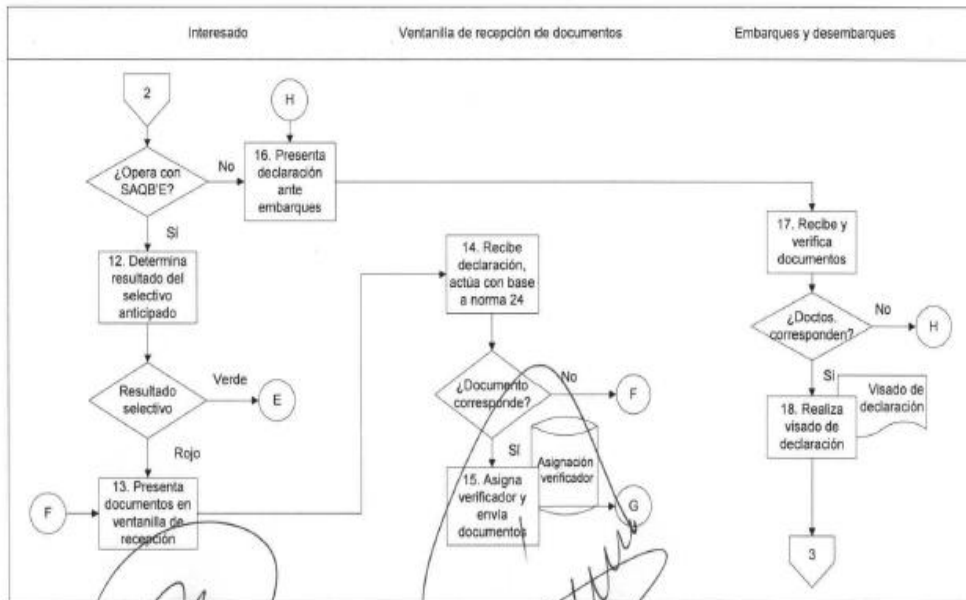 Interesado
Ventanilla de recepción de documentos
Embarques y desembarques
2
H
¿Opera con
SAQB'E?
No
16. Presenta
declaración
ante
embarques
Sí
12. Determina
resultado del
selectivo
anticipado
Resultado
selectivo
Verde
E
Rojo
F
13. Presenta
documentos en
ventanilla de
recepción
14. Recibe
declaración,
actúa con base
a norma 24
¿Documento
corresponde?
No
F
Sí
Asignación
verificador
15. Asigna
verificador y
envía
documentos
G
17. Recibe y
verifica
documentos
¿Doctos.
corresponden?
No
H
Sí
Visado de
declaración
18. Realiza
visado de
declaración
3